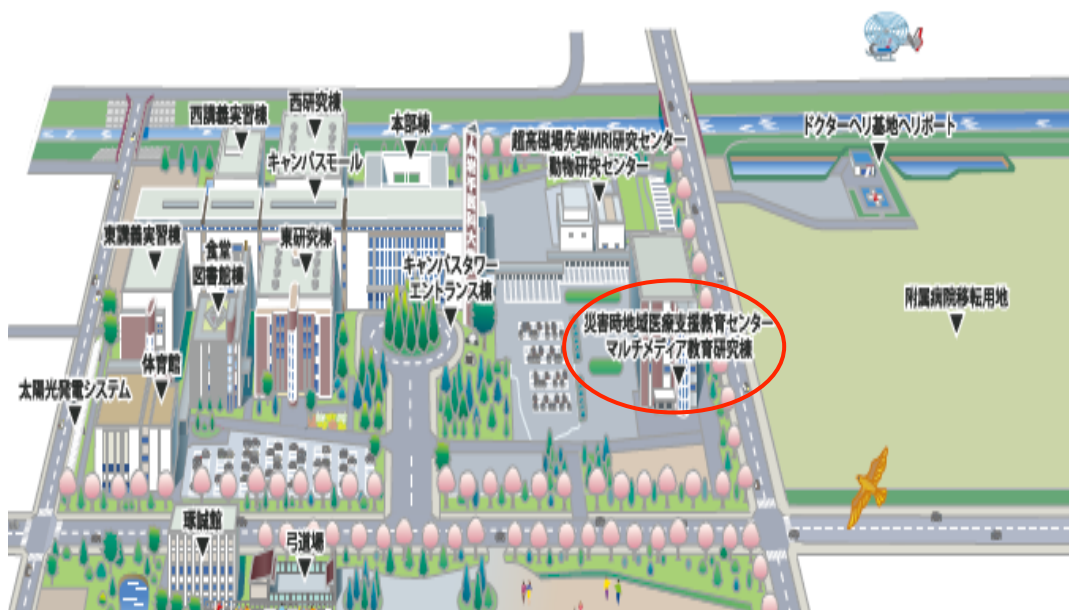 西研究棟
西講義実習棟
本部棟
ドクターヘリ基地ヘリポート
超高磁場先端MRI研究センター
動物研究センター
キャンパスモール
東講義実習棟
食堂
図書館棟
東研究棟
キャンパスタワー
エントランス棟
附属病院移転用地
災害時地域医療支援教育センター
マルチメディア教育研究棟
体育館
太陽光発電システム
球誠館
弓道場